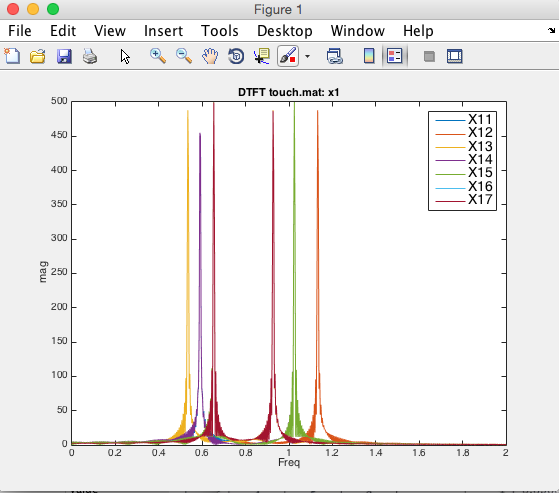 Figure 1
File Edit View Insert Tools Desktop Window Help
DTFT touch.mat: x1
500
450
400
350
300
250
200
150
100
50
0
mag
X11
X12
X13
X14
X15
X16
X17
0 0.2 0.4 0.6 0.8 1 1.2 1.4 1.6 1.8 2
Freq